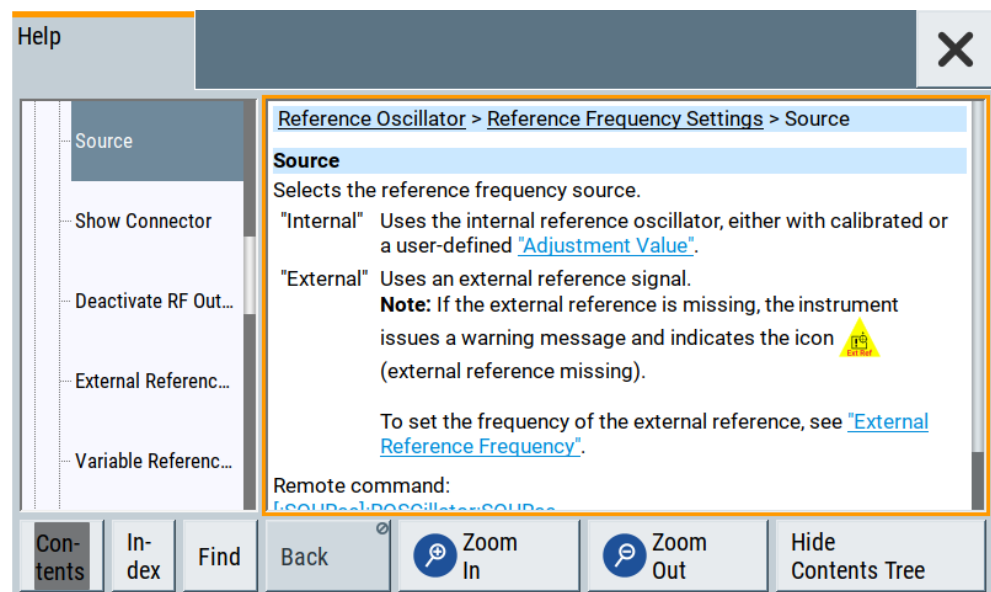 Help
Source
Show Connector
Deactivate RF Out...
External Referenc...
Variable Referenc...
Reference Oscillator > Reference Frequency Settings > Source
Source
Selects the reference frequency source.
"Internal" Uses the internal reference oscillator, either with calibrated or
a user-defined "Adjustment Value".
"External" Uses an external reference signal.
Note: If the external reference is missing, the instrument
issues a warning message and indicates the icon
Ext Ref
(external reference missing).
To set the frequency of the external reference, see "External
Reference Frequency".
Remote command:
[:SOURce]:ROSCillator:SOURce
Con-
tents
In-
dex
Find
Back
Zoom
In
Zoom
Out
Hide
Contents Tree